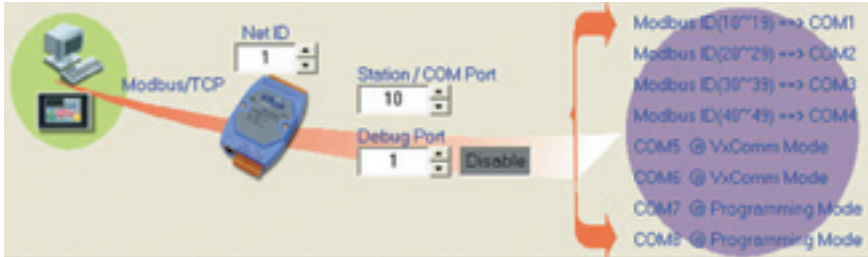 Net ID
1
Modbus/TCP
Station / COM Port
10
Debug Port
1
Disable
Modbus ID(10~19) ==> COM1
Modbus ID(20~29) ==> COM2
Modbus ID(30~39) ==> COM3
Modbus ID(40~49) ==> COM4
COM5 @ VxComm Mode
COM6 @ VxComm Mode
COM7 @ Programming Mode
COM8 @ Programming Mode